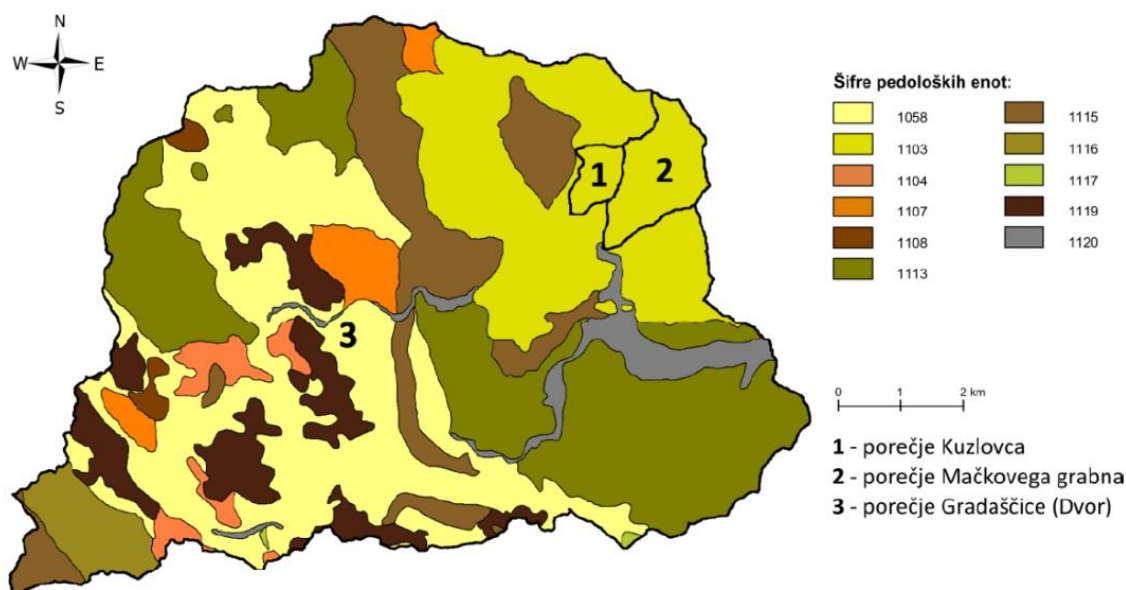 N
W E
S
1
2
3
Šifre pedoloških enot:
1058 1115
1103 1116
1104 1117
1107 1119
1108 1120
1113
0 1 2 km
1 - porečje Kuzlovca
2 - porečje Mačkovega grabna
3 - porečje Gradaščice (Dvor)